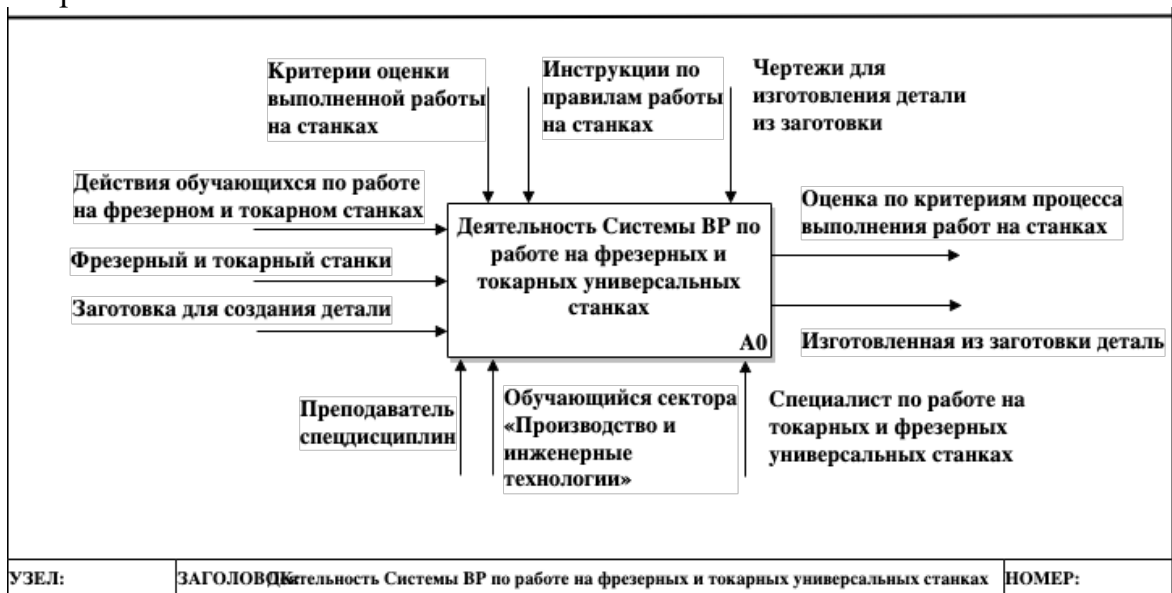 Критерии оценки
выполненной работы
на станках
Инструкции по
правилам работы
на станках
Чертежи для
изготовления детали
из заготовки
Действия обучающихся по работе
на фрезерном и токарном станках
Фрезерный и токарный станки
Заготовка для создания детали
Деятельность Системы ВР по
работе на фрезерных и
токарных универсальных
станках
A0
Оценка по критериям процесса
выполнения работ на станках
Изготовленная из заготовки деталь
Преподаватель
спецдисциплин
Обучающийся сектора
«Производство и
инженерные
технологии»
Специалист по работе на
токарных и фрезерных
универсальных станках
УЗЕЛ:
ЗАГОЛОВОК: Деятельность Системы ВР по работе на фрезерных и токарных универсальных станках
НОМЕР: